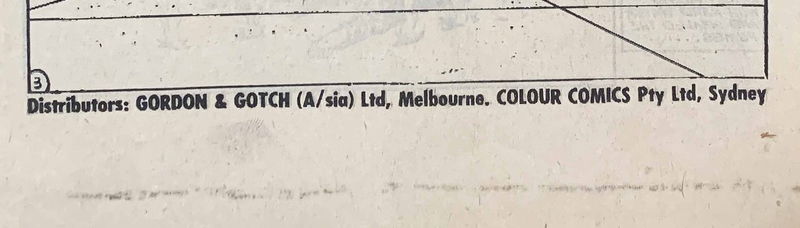 3
Distributors: GORDON & GOTCH (A/sia) Ltd, Melbourne. COLOUR COMICS Pty Ltd, Sydney